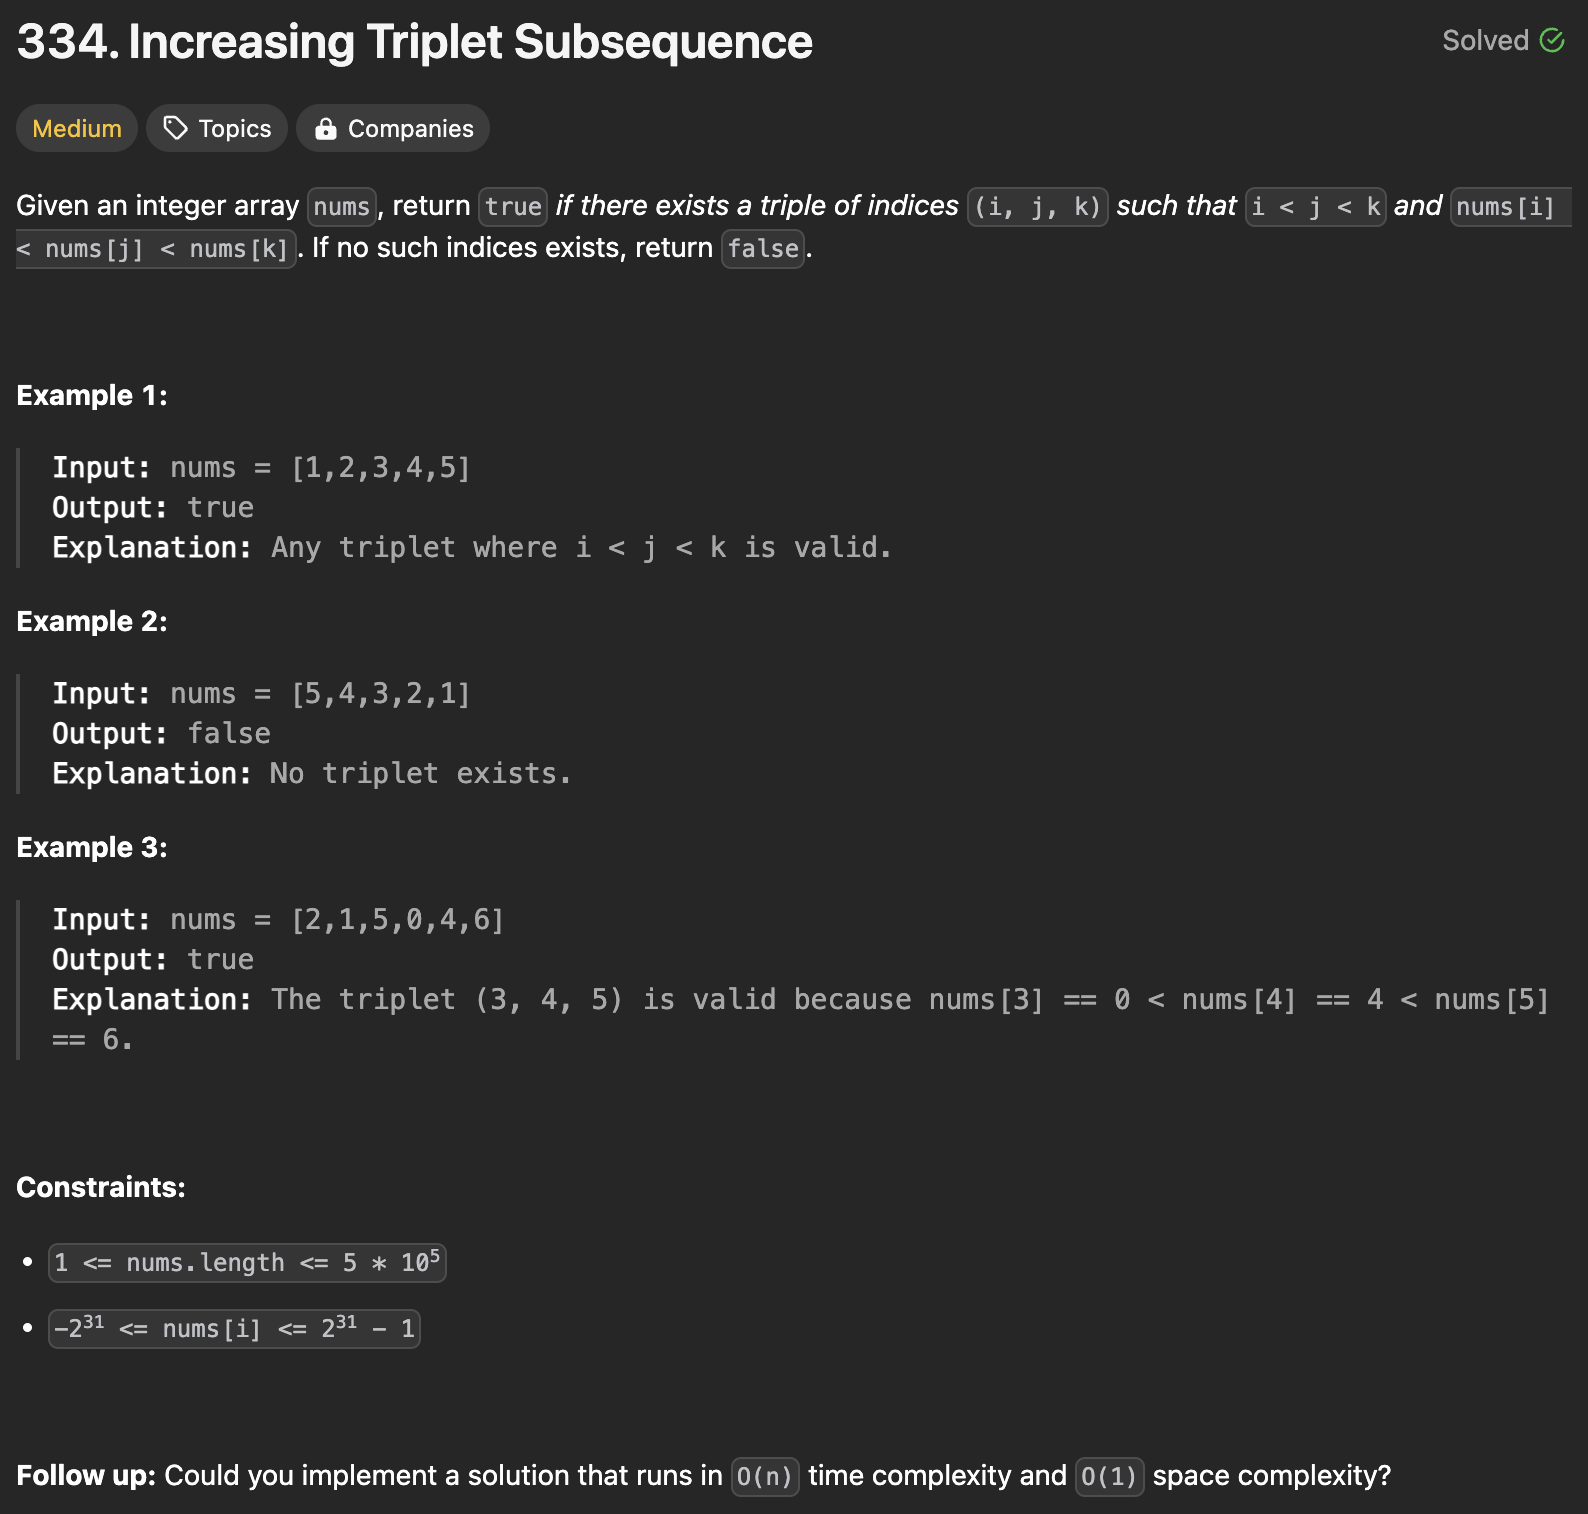 334. Increasing Triplet Subsequence
Solved
Medium
Topics
Companies
Given an integer array nums, return true if there exists a triple of indices (i, j, k) such that i < j < k and nums[i]
< nums[j] < nums[k]. If no such indices exists, return false.
Example 1:
Input: nums = [1,2,3,4,5]
Output: true
Explanation: Any triplet where i < j < k is valid.
Example 2:
Input: nums = [5,4,3,2,1]
Output: false
Explanation: No triplet exists.
Example 3:
Input: nums = [2,1,5,0,4,6]
Output: true
Explanation: The triplet (3, 4, 5) is valid because nums[3] == 0 < nums[4] == 4 < nums[5]
== 6.
Constraints:
• 1 <= nums.length <= 5 * 10⁵
• -2³¹ <= nums[i] <= 2³¹ - 1
Follow up: Could you implement a solution that runs in O(n) time complexity and O(1) space complexity?